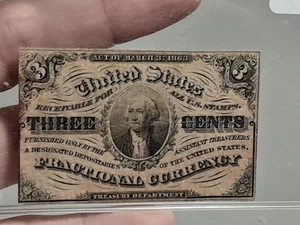 ACT OF MARCH 3, 1863
3 3
United States
RECEIVABLE FOR ALL U.S. STAMPS.
THREE CENTS
FURNISHED ONLY BY THE ASSISTANT TREASURERS
& DESIGNATED DEPOSITARIES OF THE UNITED STATES.
FRACTIONAL CURRENCY
TREASURY DEPARTMENT